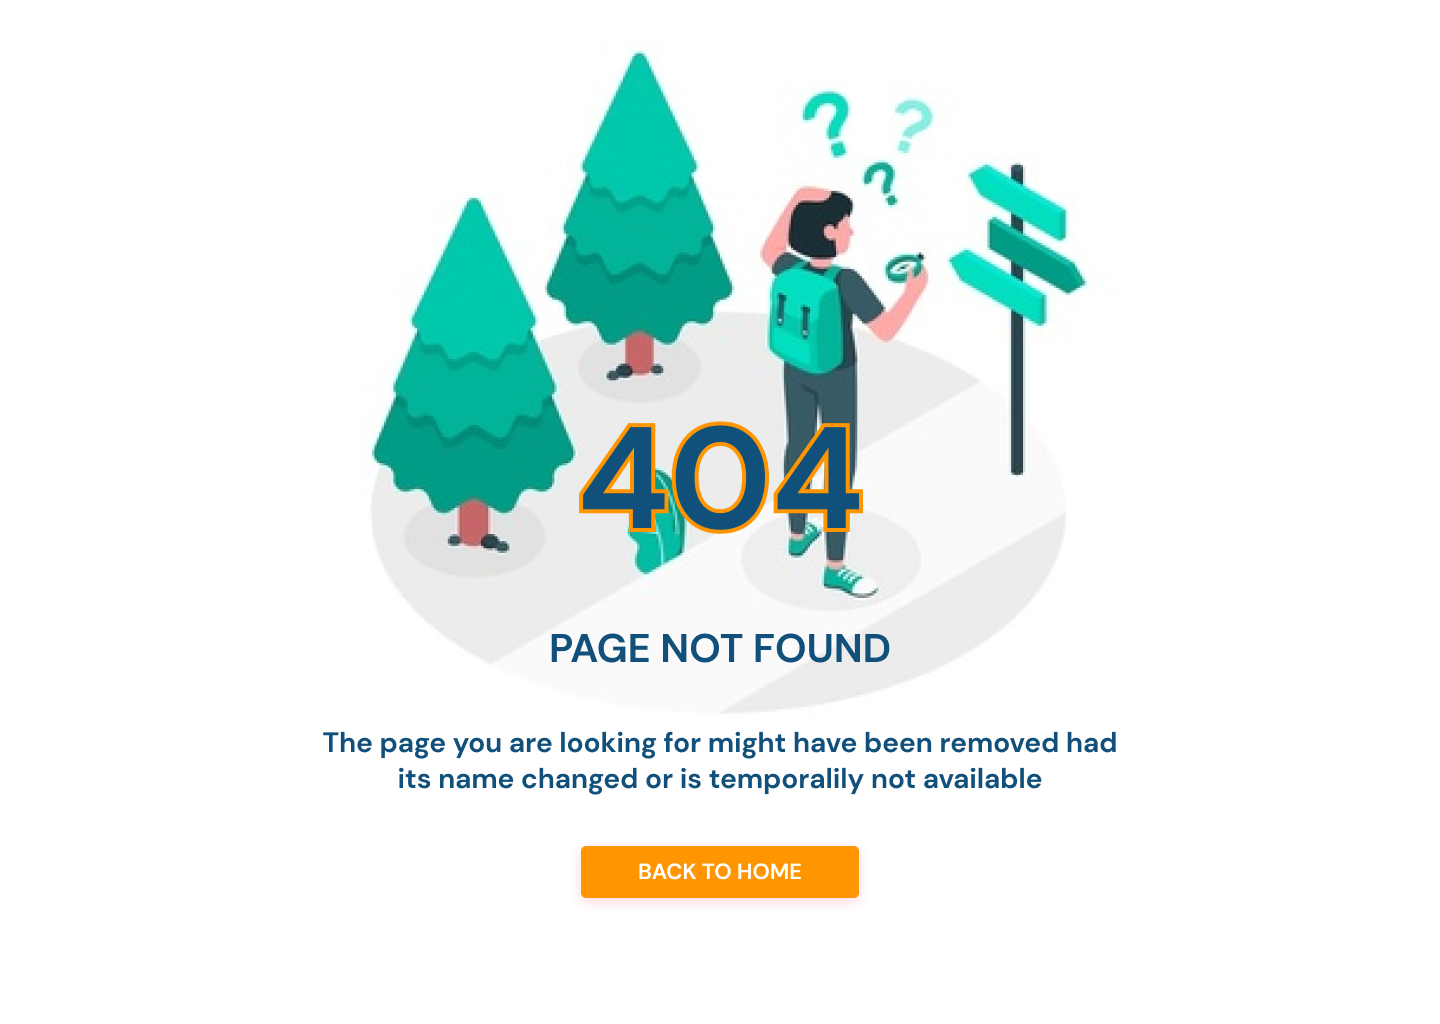 ? ?
?
404
PAGE NOT FOUND
The page you are looking for might have been removed had
its name changed or is temporalily not available
BACK TO HOME